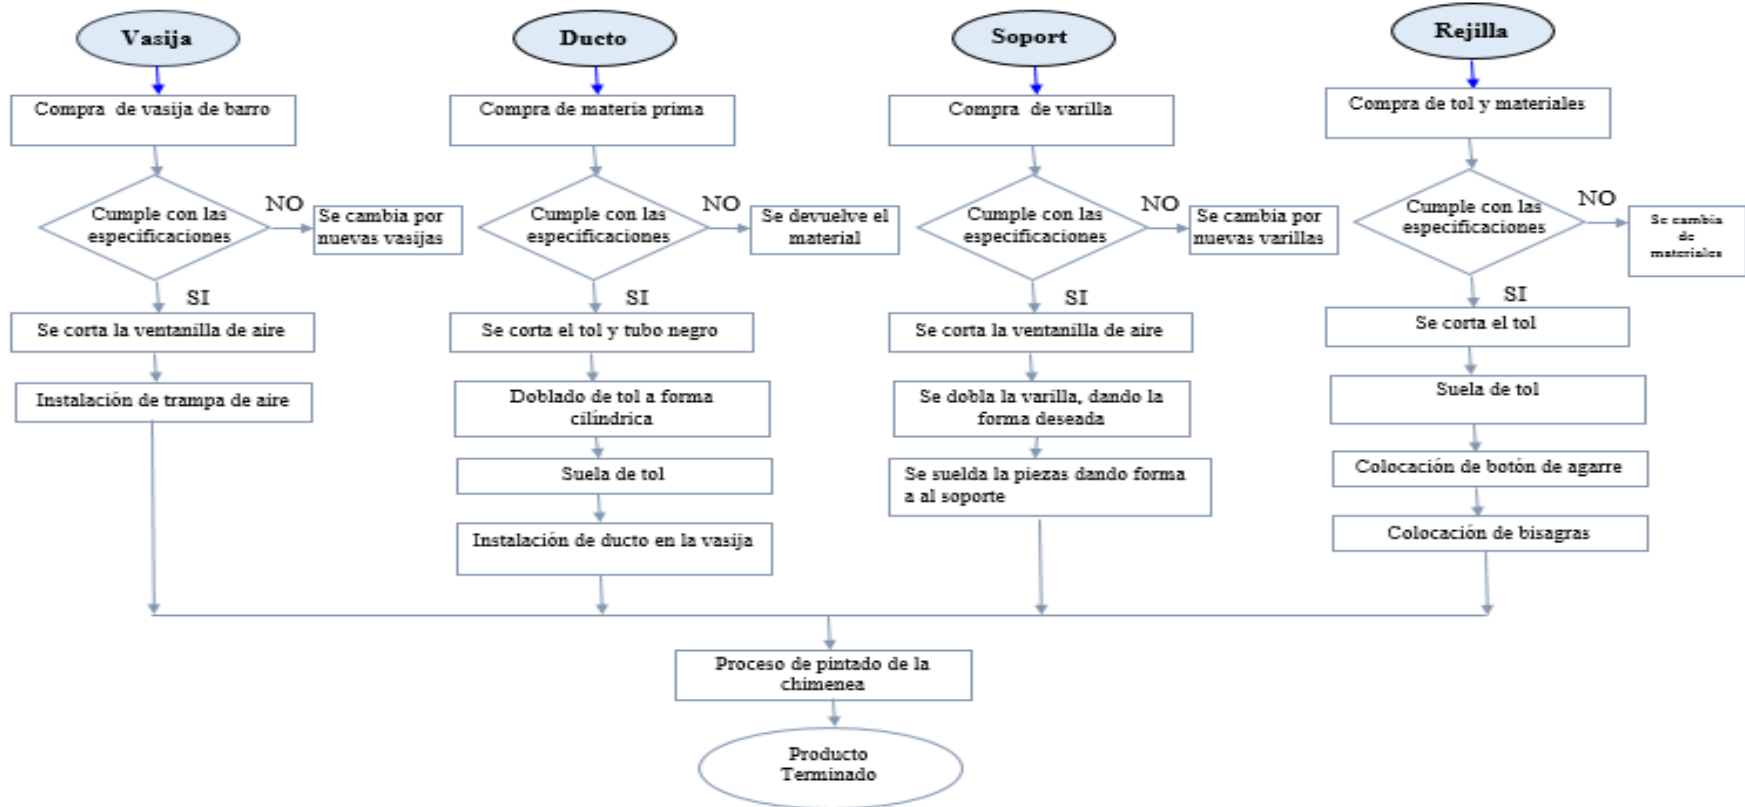 Vasija
Compra de vasija de barro
Cumple con las
especificaciones
NO
Se cambia por
nuevas vasijas
SI
Se corta la ventanilla de aire
Instalación de trampa de aire
Ducto
Compra de materia prima
Cumple con las
especificaciones
NO
Se devuelve el
material
SI
Se corta el tol y tubo negro
Doblado de tol a forma
cilíndrica
Suela de tol
Instalación de ducto en la vasija
Soport
Compra de varilla
Cumple con las
especificaciones
NO
Se cambia por
nuevas varillas
SI
Se corta la ventanilla de aire
Se dobla la varilla, dando la
forma deseada
Se suelda la piezas dando forma
a al soporte
Rejilla
Compra de tol y materiales
Cumple con las
especificaciones
NO
Se cambia
de
materiales
SI
Se corta el tol
Suela de tol
Colocación de botón de agarre
Colocación de bisagras
Proceso de pintado de la
chimenea
Producto
Terminado